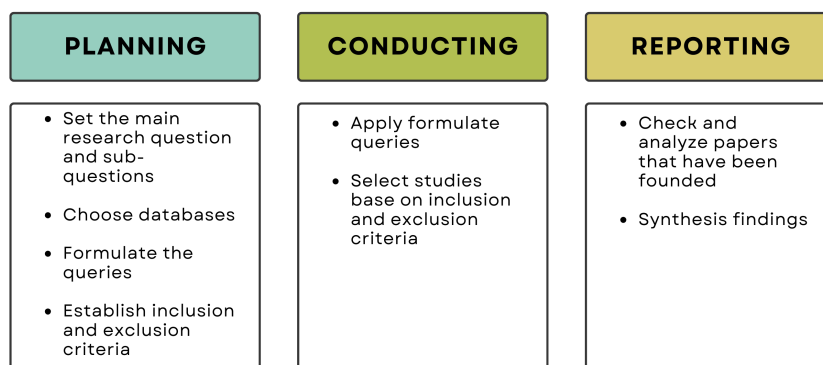 PLANNING
CONDUCTING
REPORTING
• Set the main
research question
and sub-
questions
• Choose databases
• Formulate the
queries
• Establish inclusion
and exclusion
criteria
• Apply formulate
queries
• Select studies
base on inclusion
and exclusion
criteria
• Check and
analyze papers
that have been
founded
• Synthesis findings